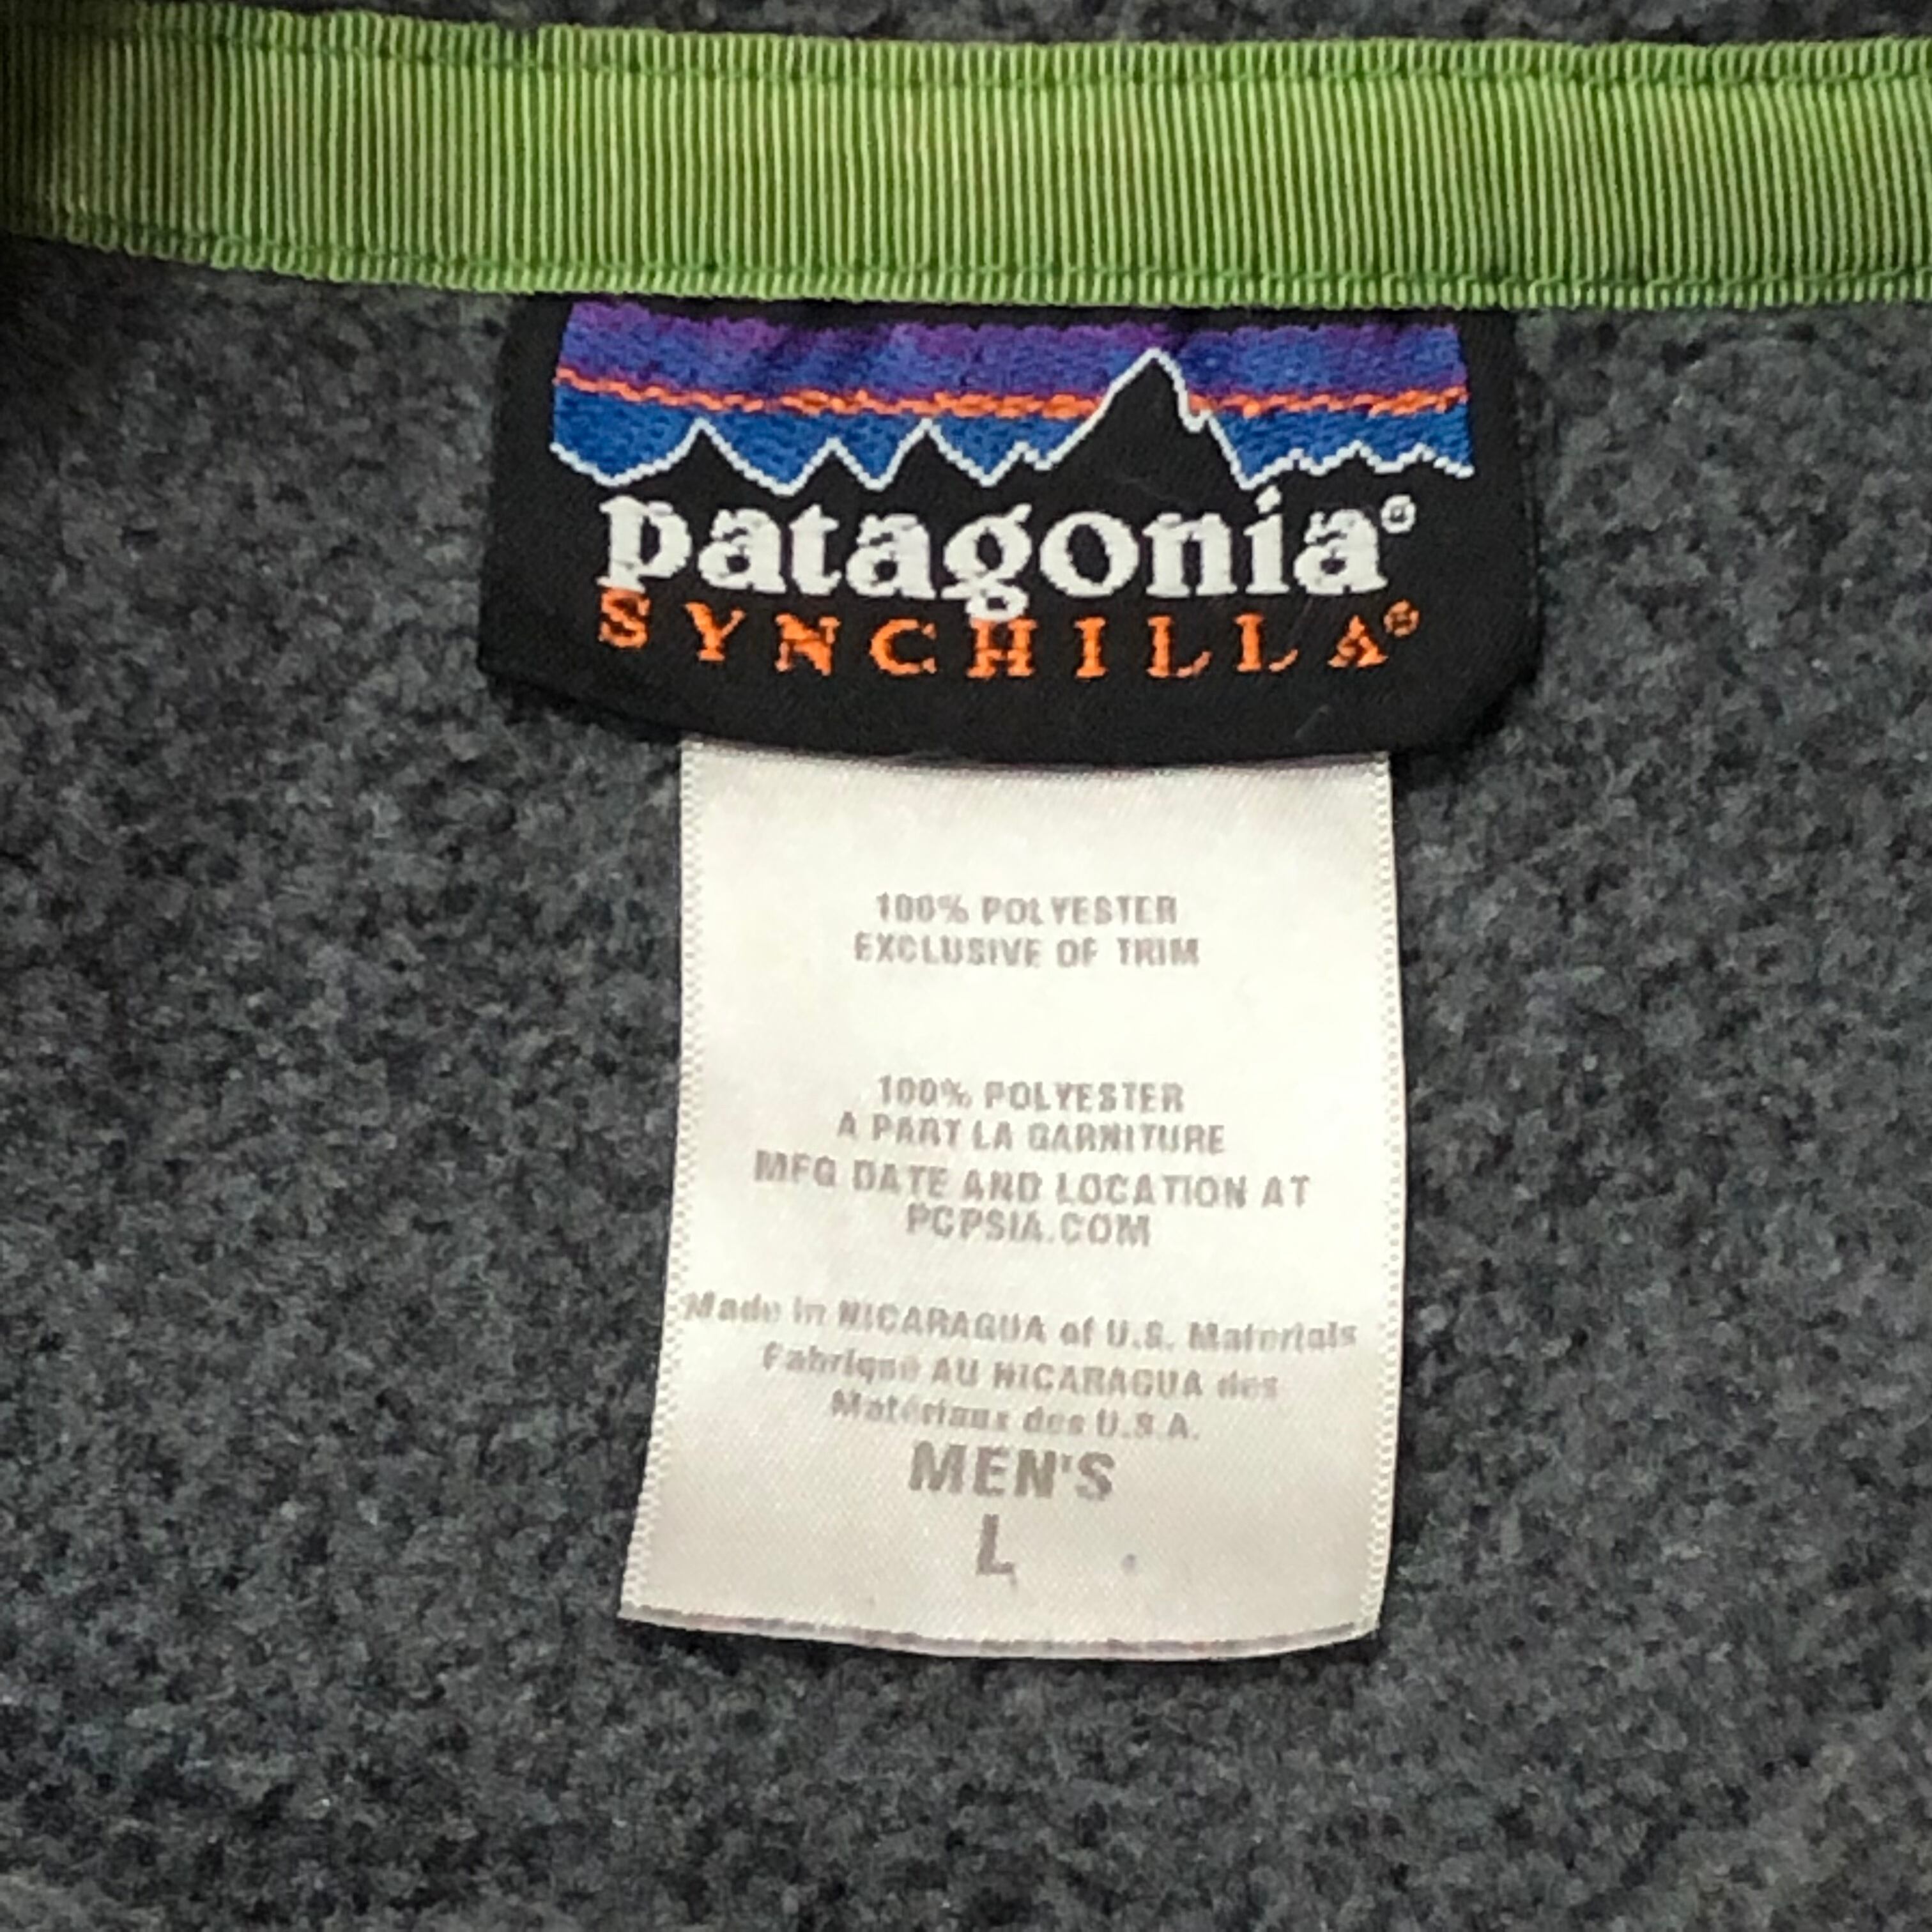 patagonia®
SYNCHILLA®
100% POLYESTER
EXCLUSIVE OF TRIM
100% POLYESTER
A PART LA GARNITURE
MFG DATE AND LOCATION AT
PCPSIA.COM
Made in NICARAGUA of U.S. Materials
Fabriqué AU NICARAGUA des
Matériaux des U.S.A.
MEN'S
L